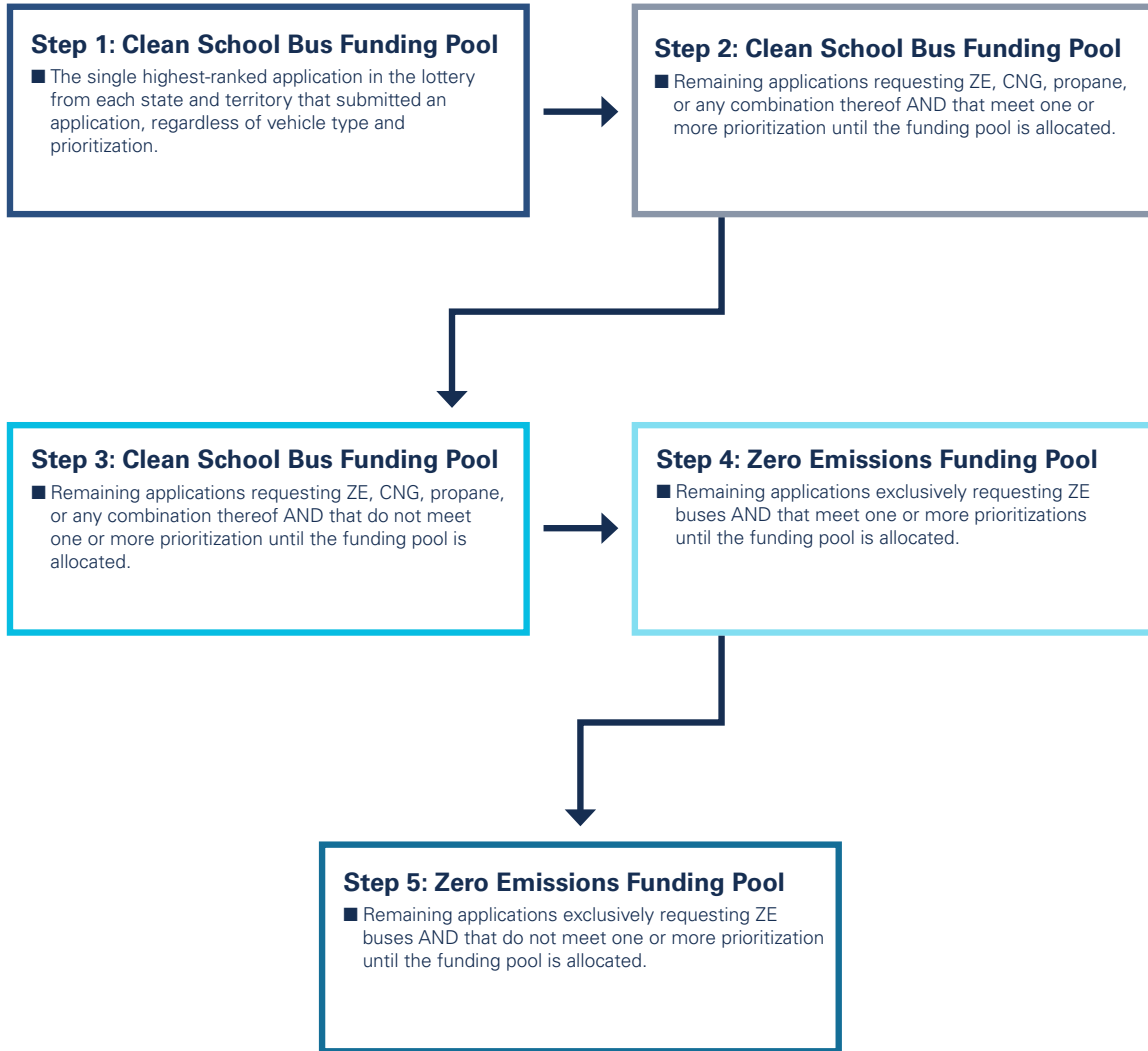 Step 1: Clean School Bus Funding Pool
■ The single highest-ranked application in the lottery
from each state and territory that submitted an
application, regardless of vehicle type and
prioritization.
Step 2: Clean School Bus Funding Pool
■ Remaining applications requesting ZE, CNG, propane,
or any combination thereof AND that meet one or
more prioritization until the funding pool is allocated.
Step 3: Clean School Bus Funding Pool
■ Remaining applications requesting ZE, CNG, propane,
or any combination thereof AND that do not meet
one or more prioritization until the funding pool is
allocated.
Step 4: Zero Emissions Funding Pool
■ Remaining applications exclusively requesting ZE
buses AND that meet one or more prioritizations
until the funding pool is allocated.
Step 5: Zero Emissions Funding Pool
■ Remaining applications exclusively requesting ZE
buses AND that do not meet one or more prioritization
until the funding pool is allocated.